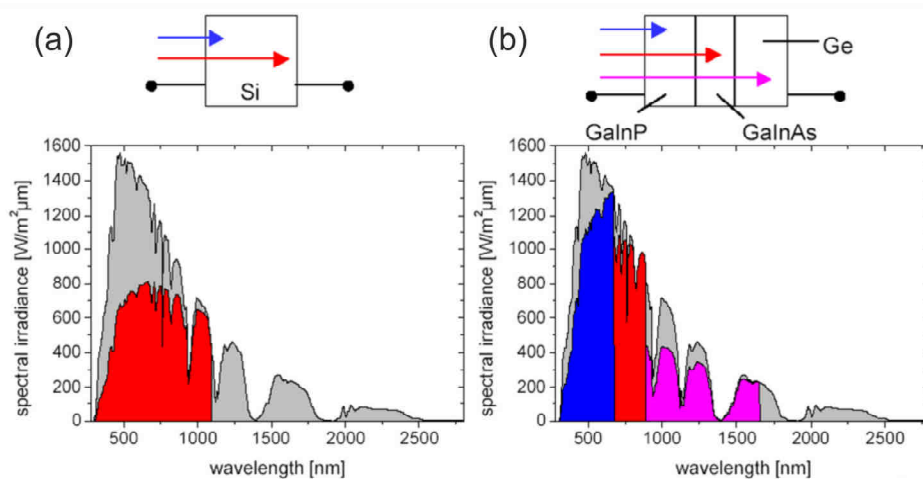 (a)
Si
1600
1400
1200
1000
800
600
400
200
0
spectral irradiance [W/m²µm]
500 1000 1500 2000 2500
wavelength [nm]
(b)
Ge
GaInP
GaInAs
1600
1400
1200
1000
800
600
400
200
0
spectral irradiance [W/m²µm]
500 1000 1500 2000 2500
wavelength [nm]